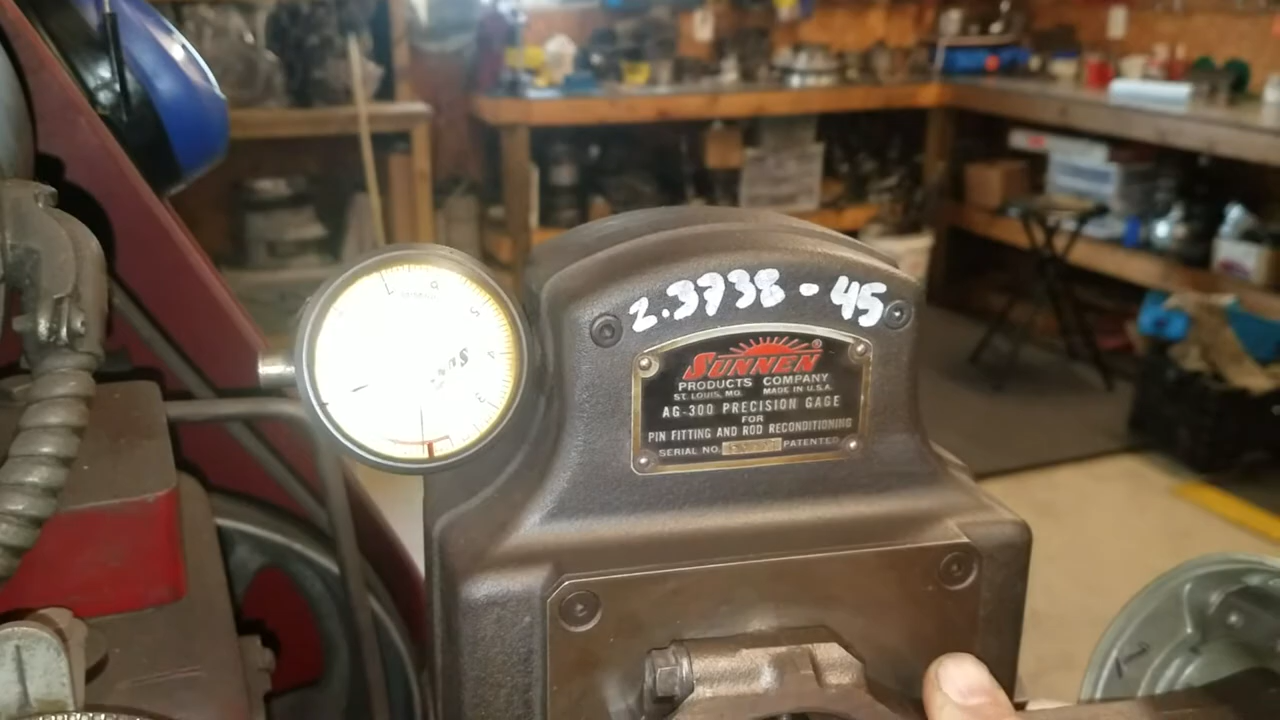 2.3738 - 45
SUNNEN®
PRODUCTS COMPANY
ST. LOUIS, MO. MADE IN U.S.A.
AG-300 PRECISION GAGE
FOR
PIN FITTING AND ROD RECONDITIONING
SERIAL NO. PATENTED